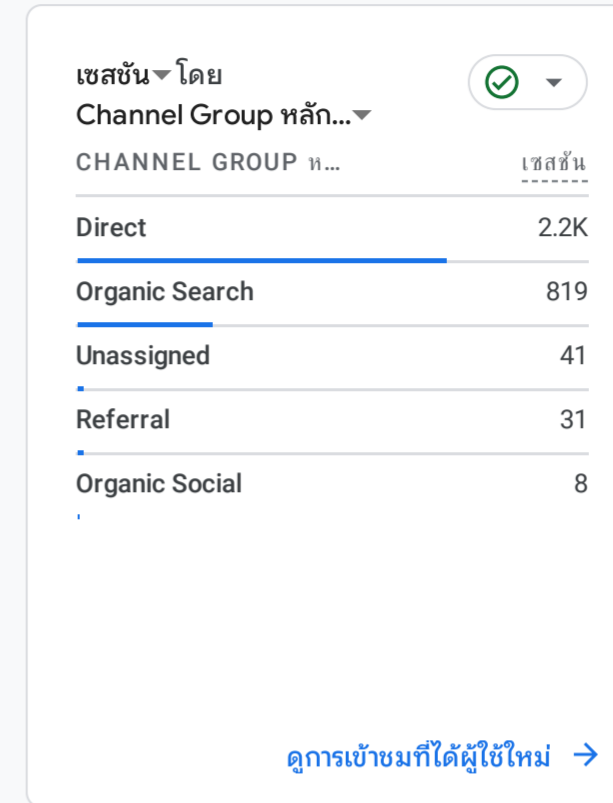 เซสชัน โดย
Channel Group หลัก...
CHANNEL GROUP ห... เซสชัน
Direct 2.2K
Organic Search 819
Unassigned 41
Referral 31
Organic Social 8
ดูการเข้าชมที่ได้ผู้ใช้ใหม่ →